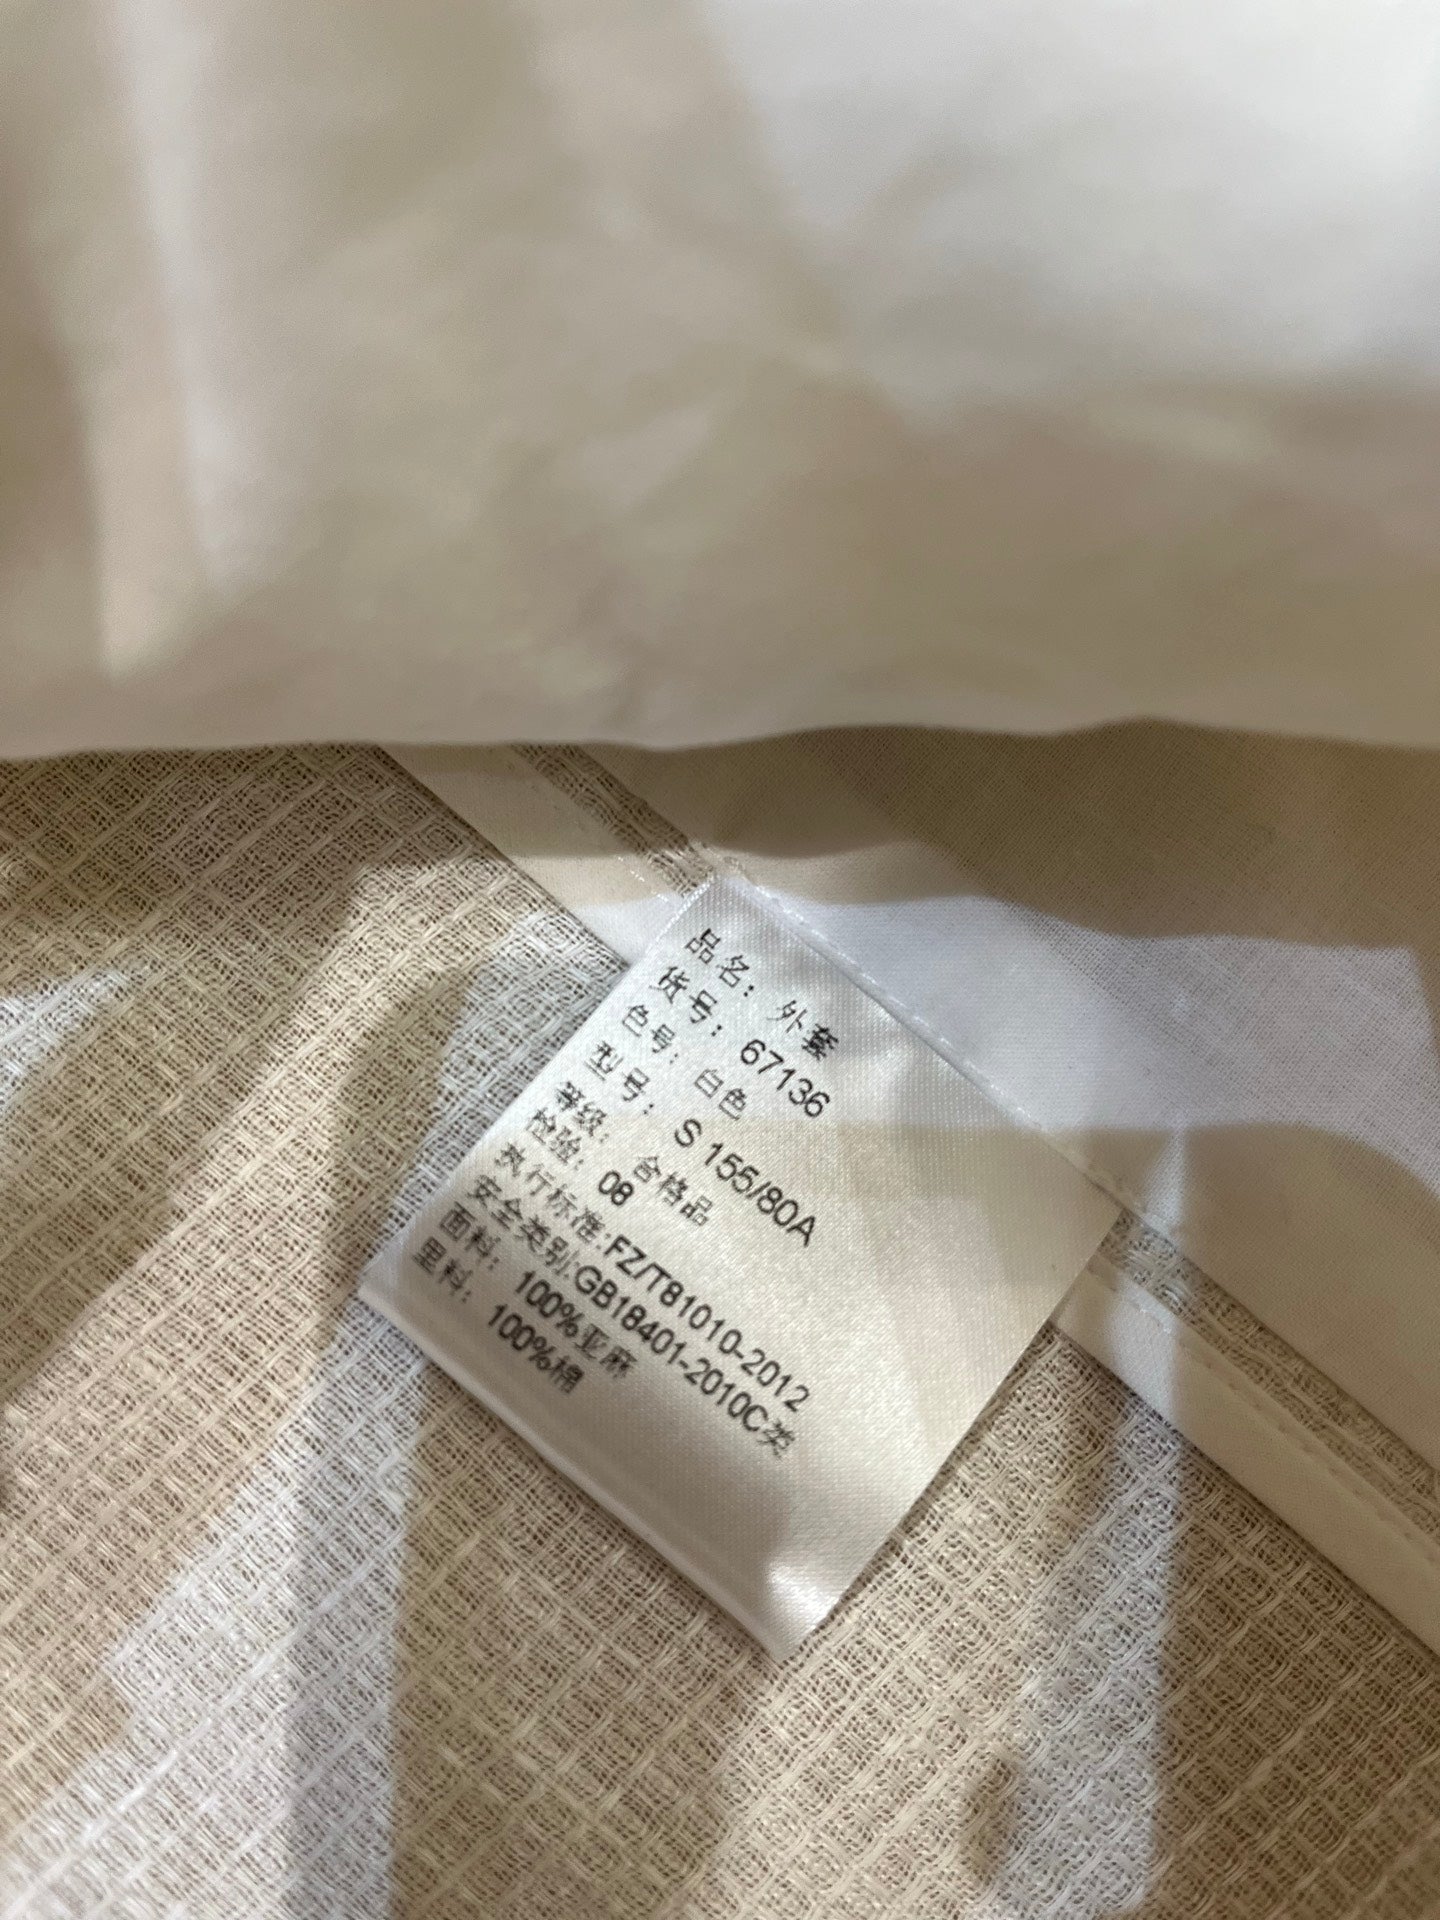 品名：外套
货号：67136
色号：白色
型号：S 155/80A
等级：合格品
检验：08
执行标准:FZ/T81010-2012
安全类别:GB18401-2010C类
面料：100%亚麻
里料：100%棉